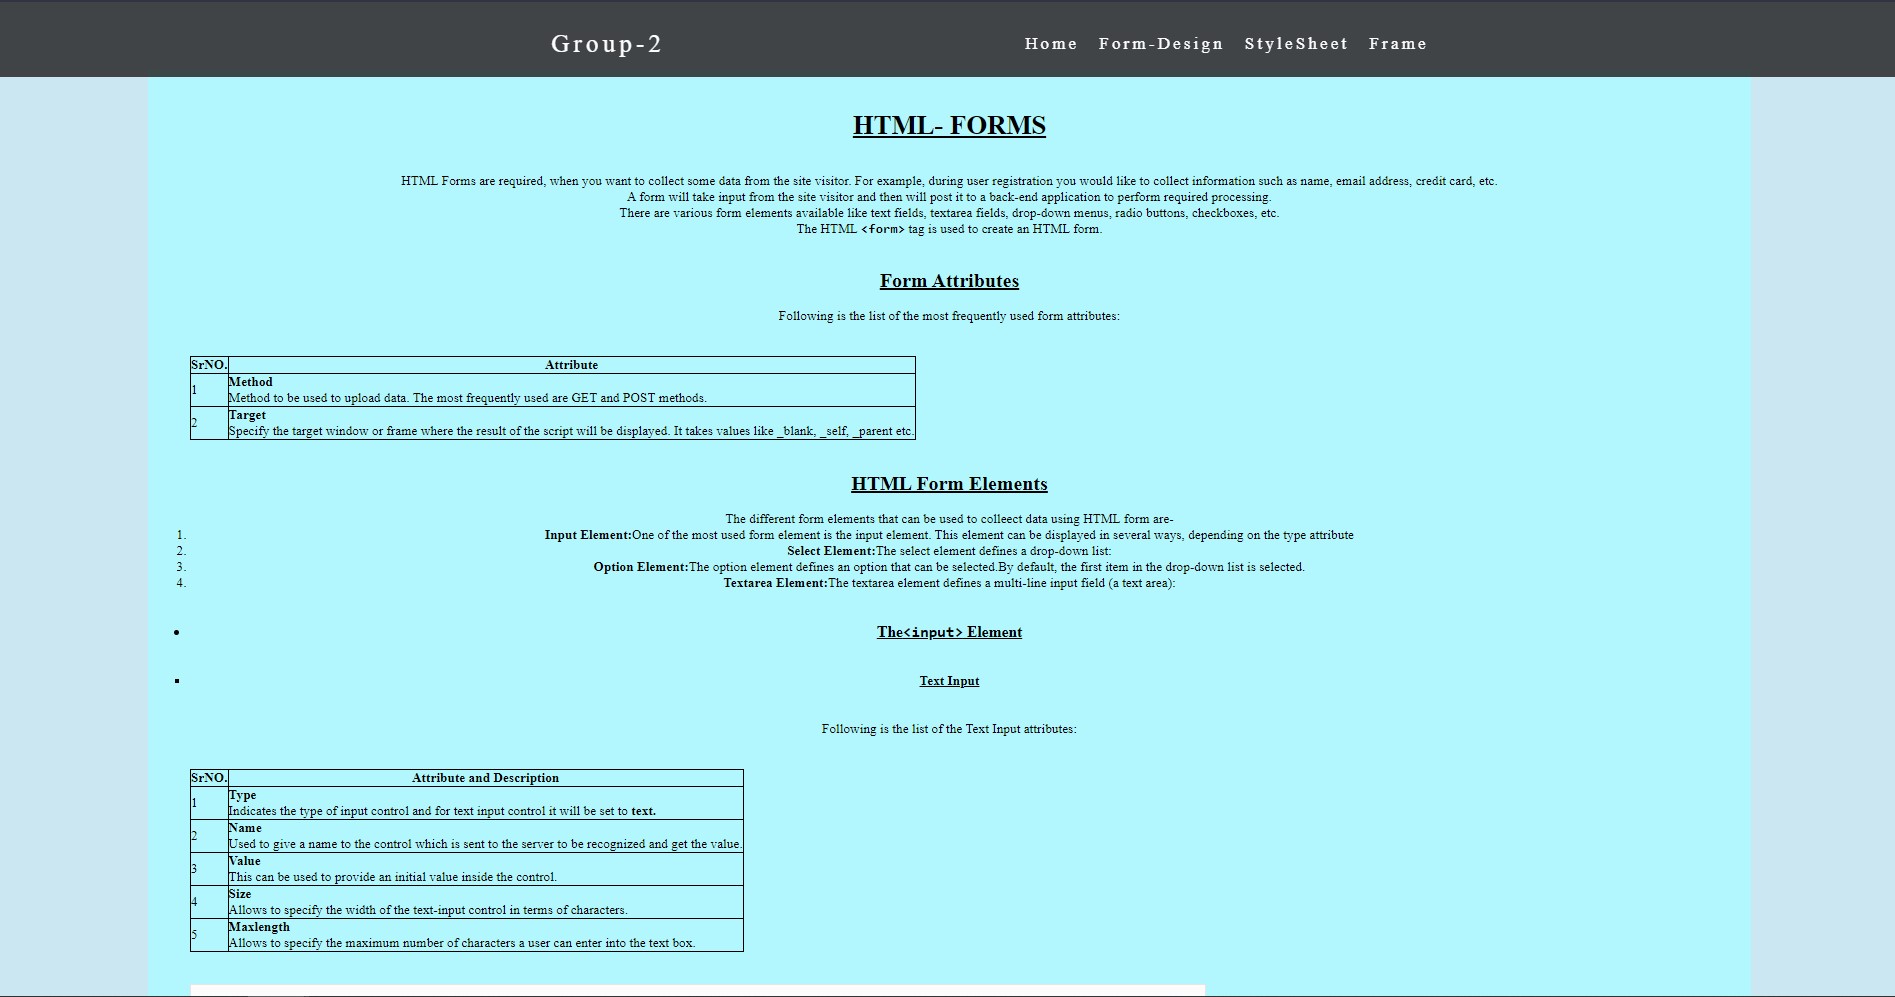 Group-2
Home Form-Design StyleSheet Frame
HTML- FORMS
HTML Forms are required, when you want to collect some data from the site visitor. For example, during user registration you would like to collect information such as name, email address, credit card, etc.
A form will take input from the site visitor and then will post it to a back-end application to perform required processing.
There are various form elements available like text fields, textarea fields, drop-down menus, radio buttons, checkboxes, etc.
The HTML <form> tag is used to create an HTML form.
Form Attributes
Following is the list of the most frequently used form attributes:
SrNO. Attribute
1 Method
Method to be used to upload data. The most frequently used are GET and POST methods.
2 Target
Specify the target window or frame where the result of the script will be displayed. It takes values like _blank, _self, _parent etc.
HTML Form Elements
The different form elements that can be used to colleect data using HTML form are-
1. Input Element:One of the most used form element is the input element. This element can be displayed in several ways, depending on the type attribute
2. Select Element:The select element defines a drop-down list:
3. Option Element:The option element defines an option that can be selected.By default, the first item in the drop-down list is selected.
4. Textarea Element:The textarea element defines a multi-line input field (a text area):
• The<input> Element
▪ Text Input
Following is the list of the Text Input attributes:
SrNO. Attribute and Description
1 Type
Indicates the type of input control and for text input control it will be set to text.
2 Name
Used to give a name to the control which is sent to the server to be recognized and get the value.
3 Value
This can be used to provide an initial value inside the control.
4 Size
Allows to specify the width of the text-input control in terms of characters.
5 Maxlength
Allows to specify the maximum number of characters a user can enter into the text box.